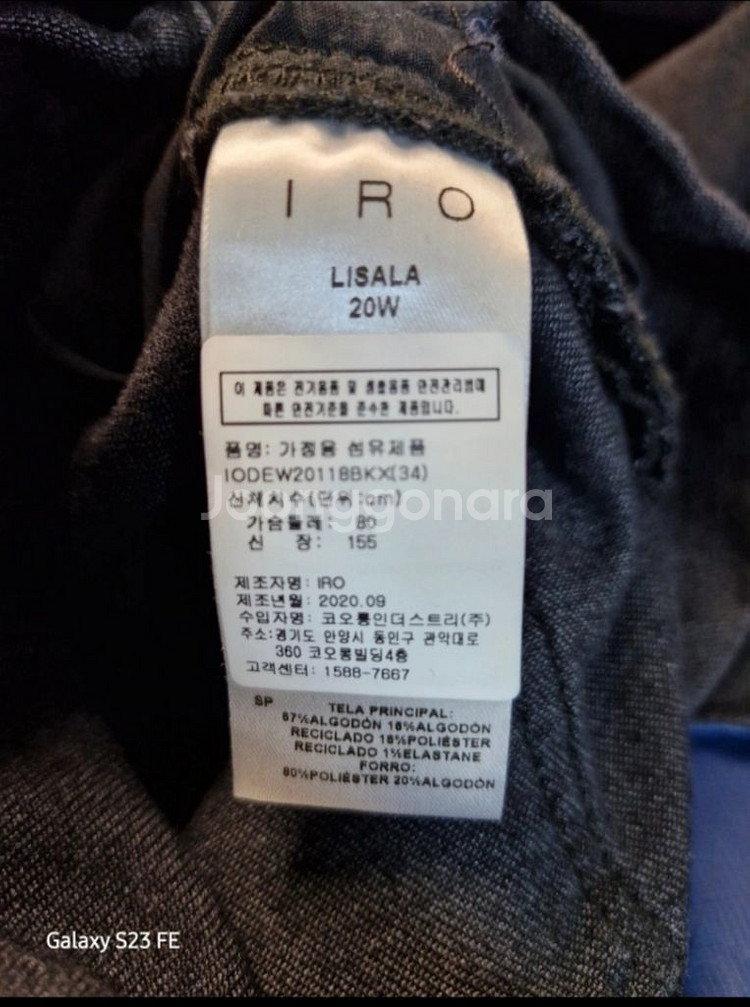 I R O
LISALA
20W
이 제품은 전기용품 및 생활용품 안전관리법에
따른 안전기준을 준수한 제품입니다.
품명: 가정용 섬유제품
IODEW20118BKX(34)
신체치수(단위:cm)
Joonggonara
가슴둘레: 85
신 장: 155
제조자명: IRO
제조년월: 2020.09
수입자명: 코오롱인더스트리(주)
주소:경기도 안양시 동안구 관악대로
360 코오롱빌딩4층
고객센터: 1588-7667
SP
TELA PRINCIPAL:
67%ALGODÓN 16%ALGODÓN
RECICLADO 16%POLIÉSTER
RECICLADO 1%ELASTANE
FORRO:
80%POLIÉSTER 20%ALGODÓN
Galaxy S23 FE